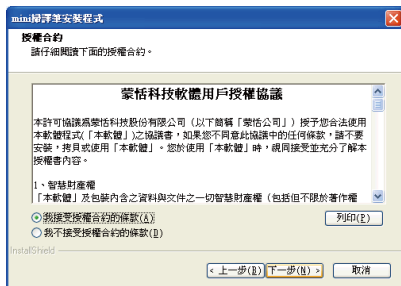 mini掃譯筆安裝程式
授權合約
請仔細閱讀下面的授權合約。
蒙恬科技軟體用戶授權協議
本許可協議為蒙恬科技股份有限公司（以下簡稱「蒙恬公司」）授予您合法使用
本軟體程式(「本軟體」)之協議書，如果您不同意此協議中的任何條款，請不要
安裝，拷貝或使用「本軟體」。您於使用「本軟體」時，視同接受並充分了解本
授權書內容。
1、智慧財產權
「本軟體」及包裝內含之資料與文件之一切智慧財產權（包括但不限於著作權
我接受授權合約的條款(A)
列印(P)
我不接受授權合約的條款(D)
InstallShield
< 上一步(B)
下一步(N) >
取消